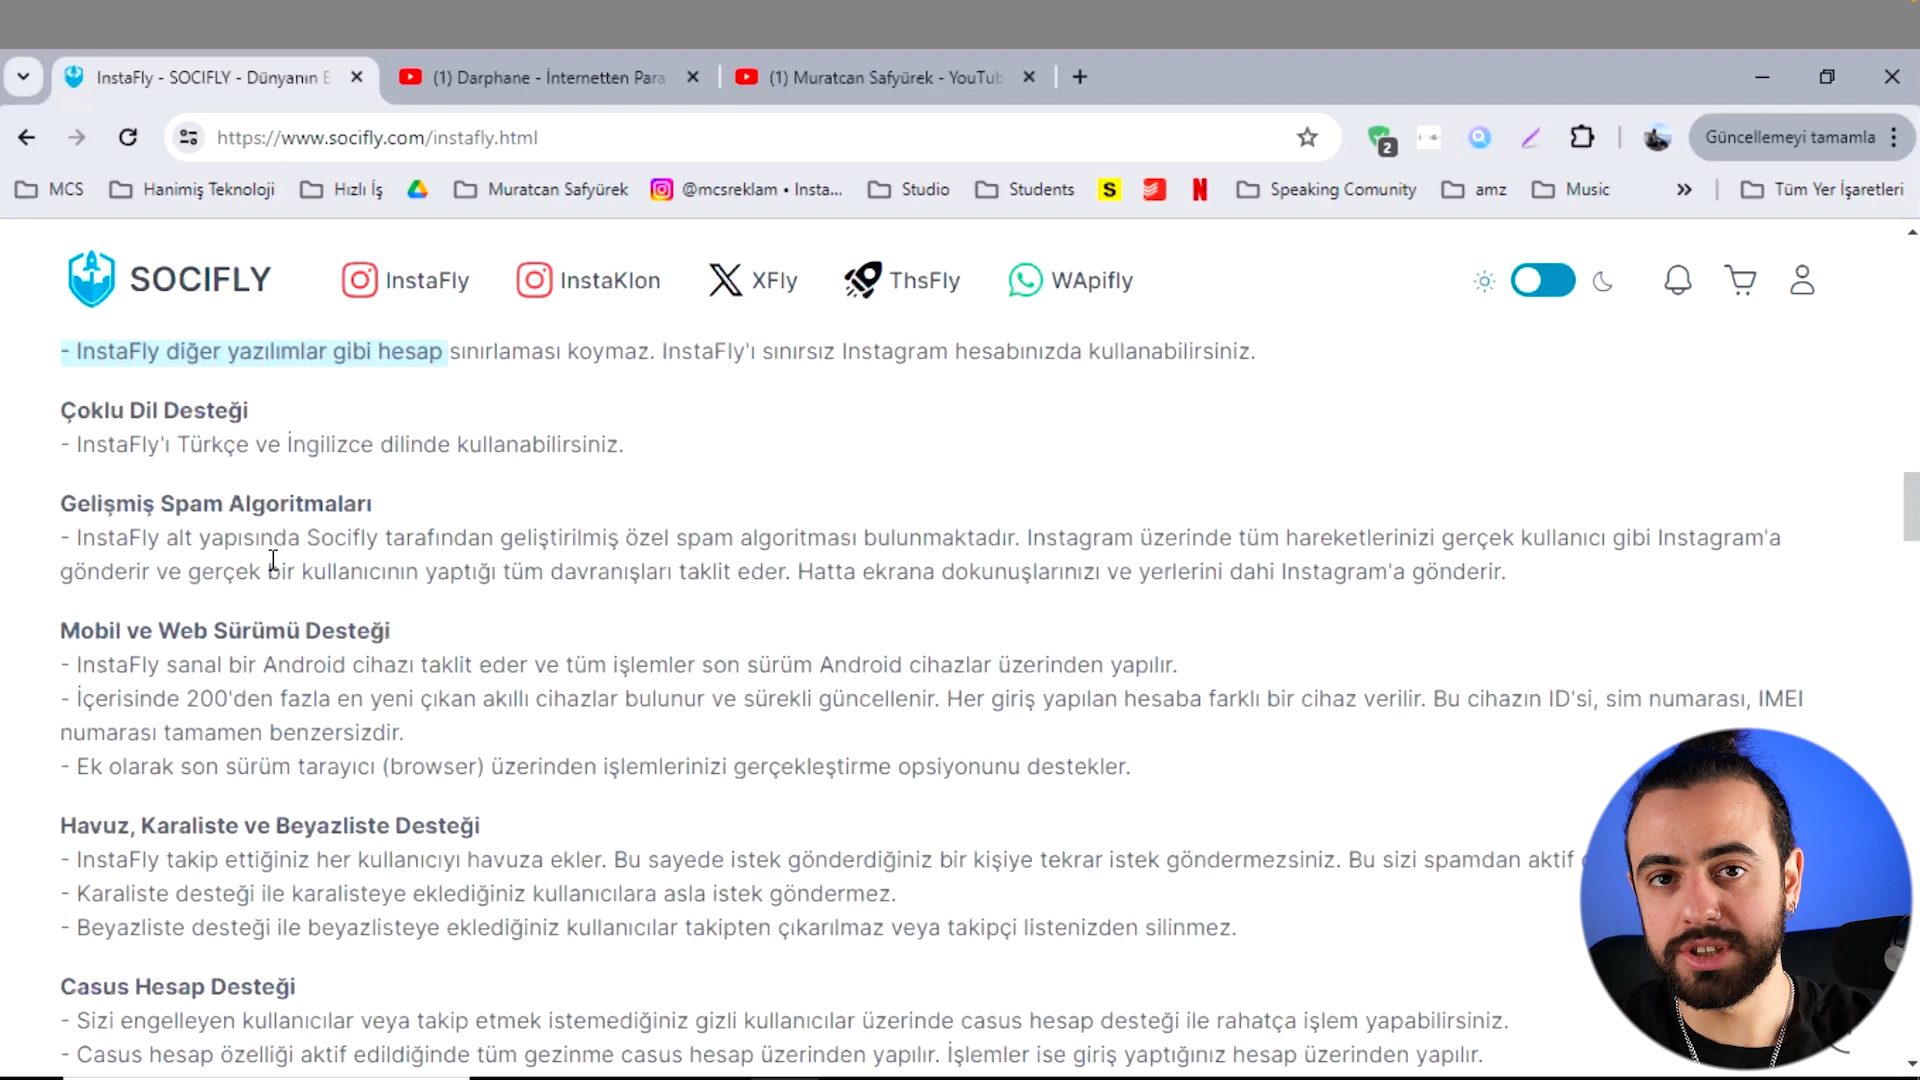 InstaFly - SOCIFLY - Dünyanın E
(1) Darphane - İnternetten Para
(1) Muratcan Safyürek - YouTub
https://www.socifly.com/instafly.html
2
Güncellemeyi tamamla
MCS
Hanimiş Teknoloji
Hızlı İş
Muratcan Safyürek
@mcsreklam • Insta...
Studio
Students
S
N
Speaking Comunity
amz
Music
»
Tüm Yer İşaretleri
SOCIFLY
InstaFly
InstaKlon
XFly
ThsFly
WApifly
- InstaFly diğer yazılımlar gibi hesap sınırlaması koymaz. InstaFly'ı sınırsız Instagram hesabınızda kullanabilirsiniz.
Çoklu Dil Desteği
- InstaFly'ı Türkçe ve İngilizce dilinde kullanabilirsiniz.
Gelişmiş Spam Algoritmaları
- InstaFly alt yapısında Socifly tarafından geliştirilmiş özel spam algoritması bulunmaktadır. Instagram üzerinde tüm hareketlerinizi gerçek kullanıcı gibi Instagram'a
gönderir ve gerçek bir kullanıcının yaptığı tüm davranışları taklit eder. Hatta ekrana dokunuşlarınızı ve yerlerini dahi Instagram'a gönderir.
Mobil ve Web Sürümü Desteği
- InstaFly sanal bir Android cihazı taklit eder ve tüm işlemler son sürüm Android cihazlar üzerinden yapılır.
- İçerisinde 200'den fazla en yeni çıkan akıllı cihazlar bulunur ve sürekli güncellenir. Her giriş yapılan hesaba farklı bir cihaz verilir. Bu cihazın ID'si, sim numarası, IMEI
numarası tamamen benzersizdir.
- Ek olarak son sürüm tarayıcı (browser) üzerinden işlemlerinizi gerçekleştirme opsiyonunu destekler.
Havuz, Karaliste ve Beyazliste Desteği
- InstaFly takip ettiğiniz her kullanıcıyı havuza ekler. Bu sayede istek gönderdiğiniz bir kişiye tekrar istek göndermezsiniz. Bu sizi spamdan aktif
- Karaliste desteği ile karalisteye eklediğiniz kullanıcılara asla istek göndermez.
- Beyazliste desteği ile beyazlisteye eklediğiniz kullanıcılar takipten çıkarılmaz veya takipçi listenizden silinmez.
Casus Hesap Desteği
- Sizi engelleyen kullanıcılar veya takip etmek istemediğiniz gizli kullanıcılar üzerinde casus hesap desteği ile rahatça işlem yapabilirsiniz.
- Casus hesap özelliği aktif edildiğinde tüm gezinme casus hesap üzerinden yapılır. İşlemler ise giriş yaptığınız hesap üzerinden yapılır.